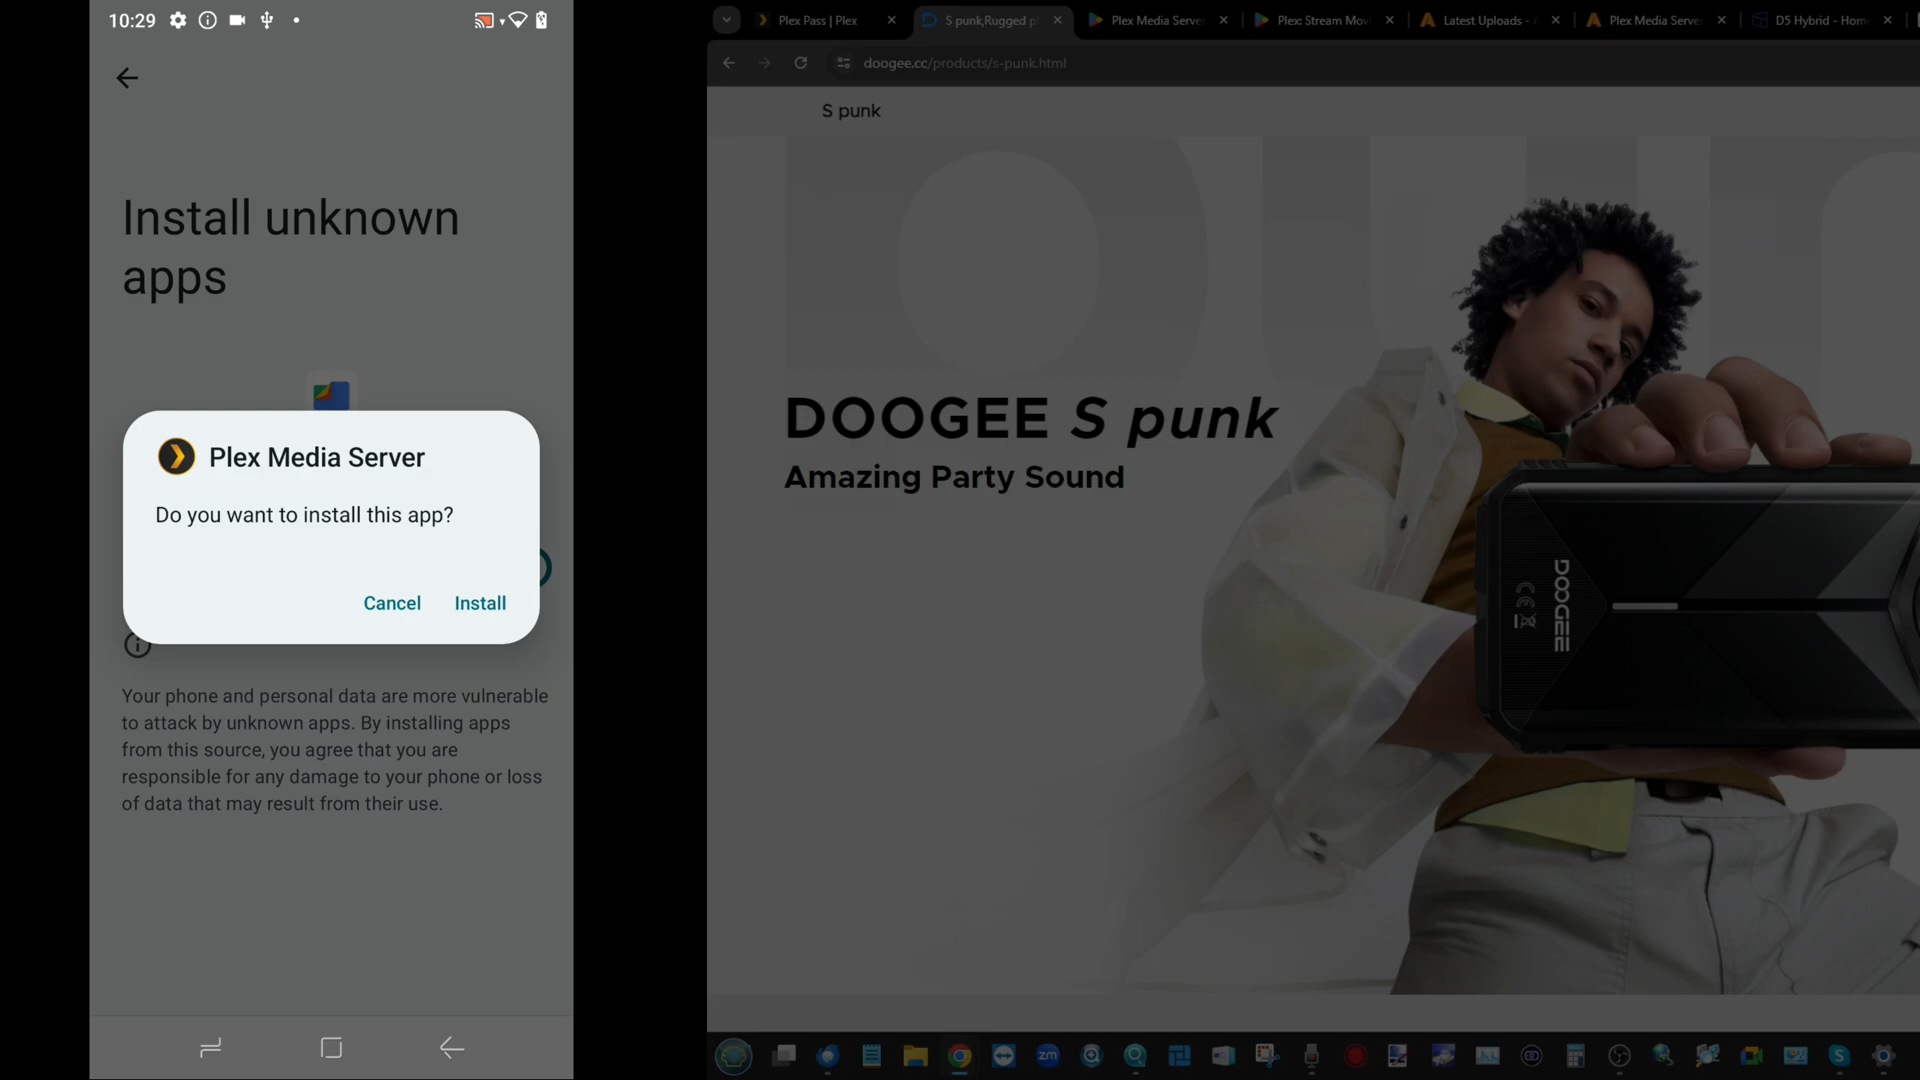 10:29
Install unknown
apps
Plex Media Server
Do you want to install this app?
Cancel Install
Your phone and personal data are more vulnerable
to attack by unknown apps. By installing apps
from this source, you agree that you are
responsible for any damage to your phone or loss
of data that may result from their use.
Plex Pass | Plex
S punk,Rugged p
Plex Media Server
Plex: Stream Mov
Latest Uploads -
Plex Media Server
D5 Hybrid - Hom
doogee.cc/products/s-punk.html
S punk
DOOGEE S punk
Amazing Party Sound
DOOGEE
CE
zm